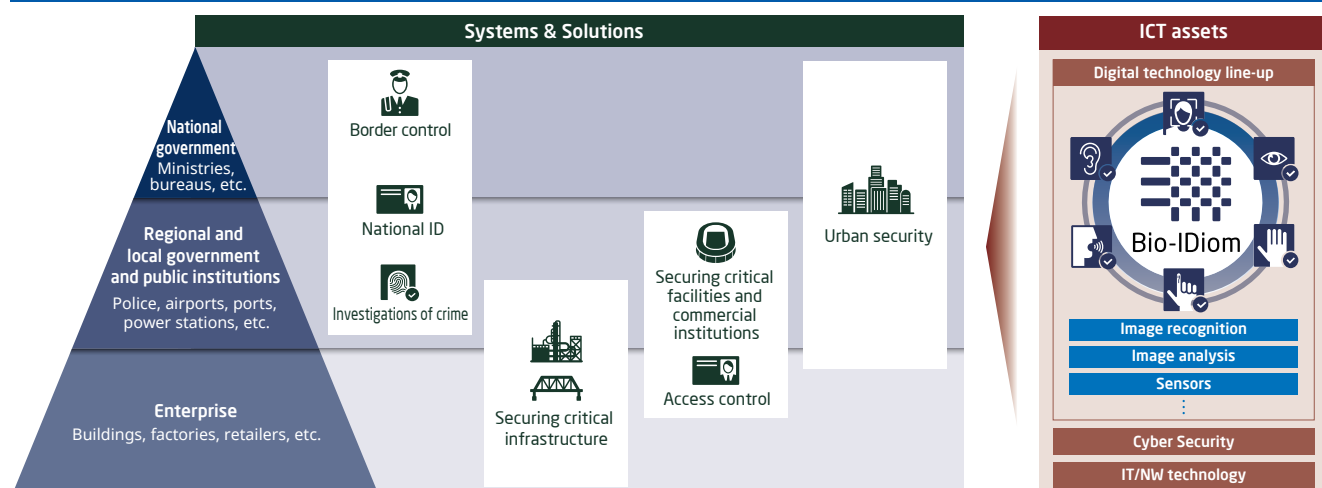 Systems & Solutions
National
government
Ministries,
bureaus, etc.
Regional and
local government
and public institutions
Police, airports, ports,
power stations, etc.
Enterprise
Buildings, factories, retailers, etc.
Border control
National ID
Investigations of crime
Securing critical
infrastructure
Securing critical
facilities and
commercial
institutions
Access control
Urban security
ICT assets
Digital technology line-up
Bio-IDiom
Image recognition
Image analysis
Sensors
⋮
Cyber Security
IT/NW technology